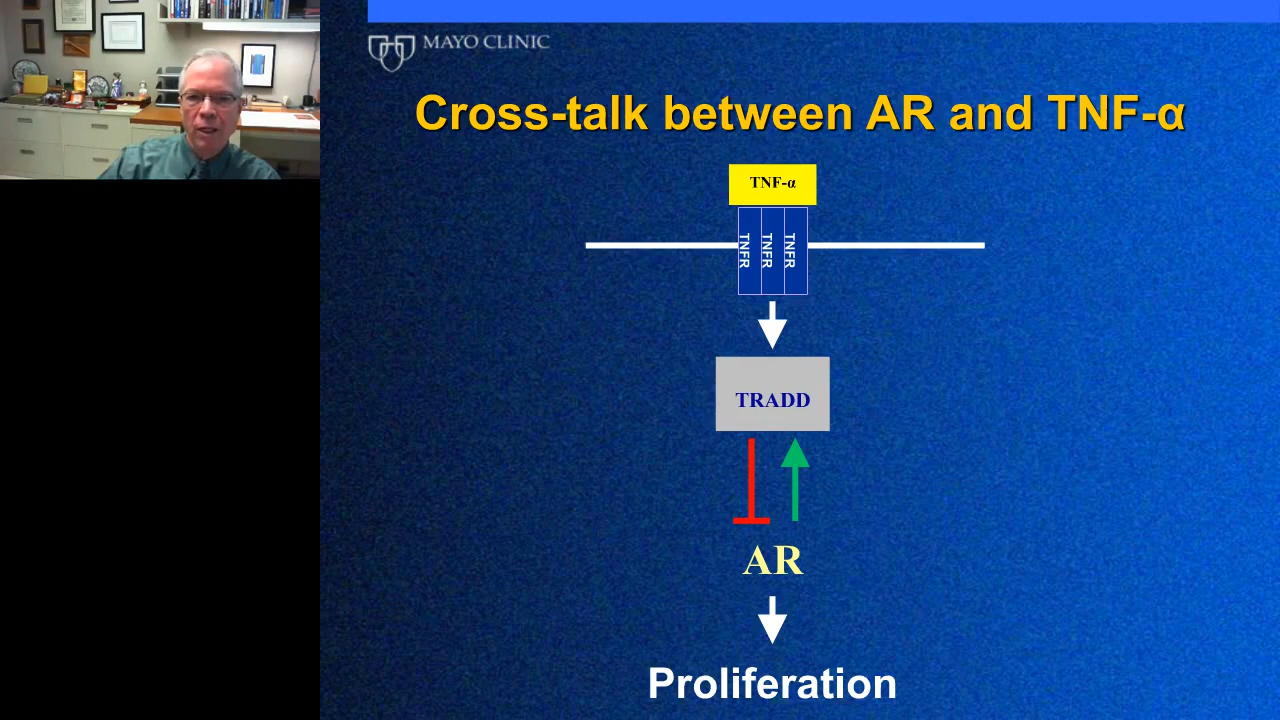 MAYO CLINIC
Cross-talk between AR and TNF-α
TNF-α
TNFR
TNFR
TNFR
TRADD
AR
Proliferation